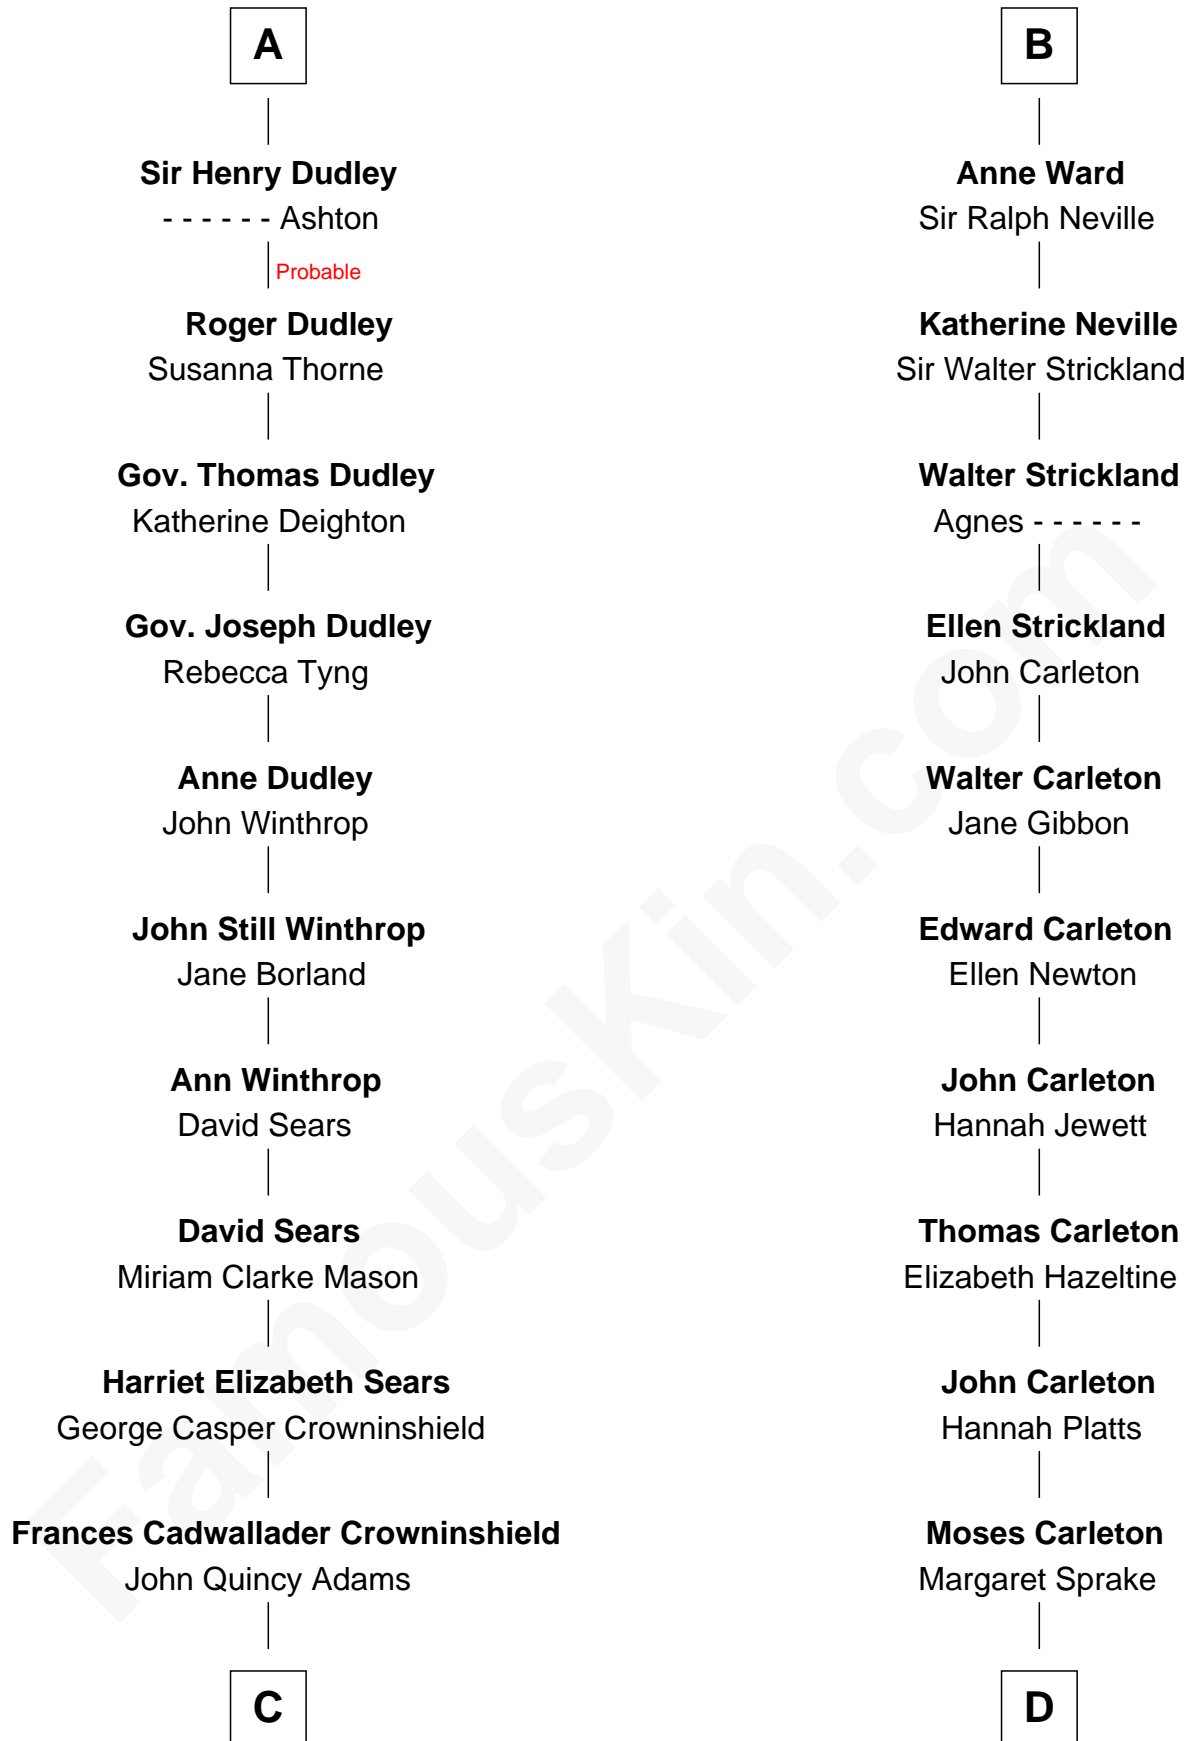 A
Sir Henry Dudley
- - - - - - Ashton
Probable
Roger Dudley
Susanna Thorne
Gov. Thomas Dudley
Katherine Deighton
Gov. Joseph Dudley
Rebecca Tyng
Anne Dudley
John Winthrop
John Still Winthrop
Jane Borland
Ann Winthrop
David Sears
David Sears
Miriam Clarke Mason
Harriet Elizabeth Sears
George Casper Crowninshield
Frances Cadwallader Crowninshield
John Quincy Adams
C
B
Anne Ward
Sir Ralph Neville
Katherine Neville
Sir Walter Strickland
Walter Strickland
Agnes - - - - - -
Ellen Strickland
John Carleton
Walter Carleton
Jane Gibbon
Edward Carleton
Ellen Newton
John Carleton
Hannah Jewett
Thomas Carleton
Elizabeth Hazeltine
John Carleton
Hannah Platts
Moses Carleton
Margaret Sprake
D
FamousKin.com